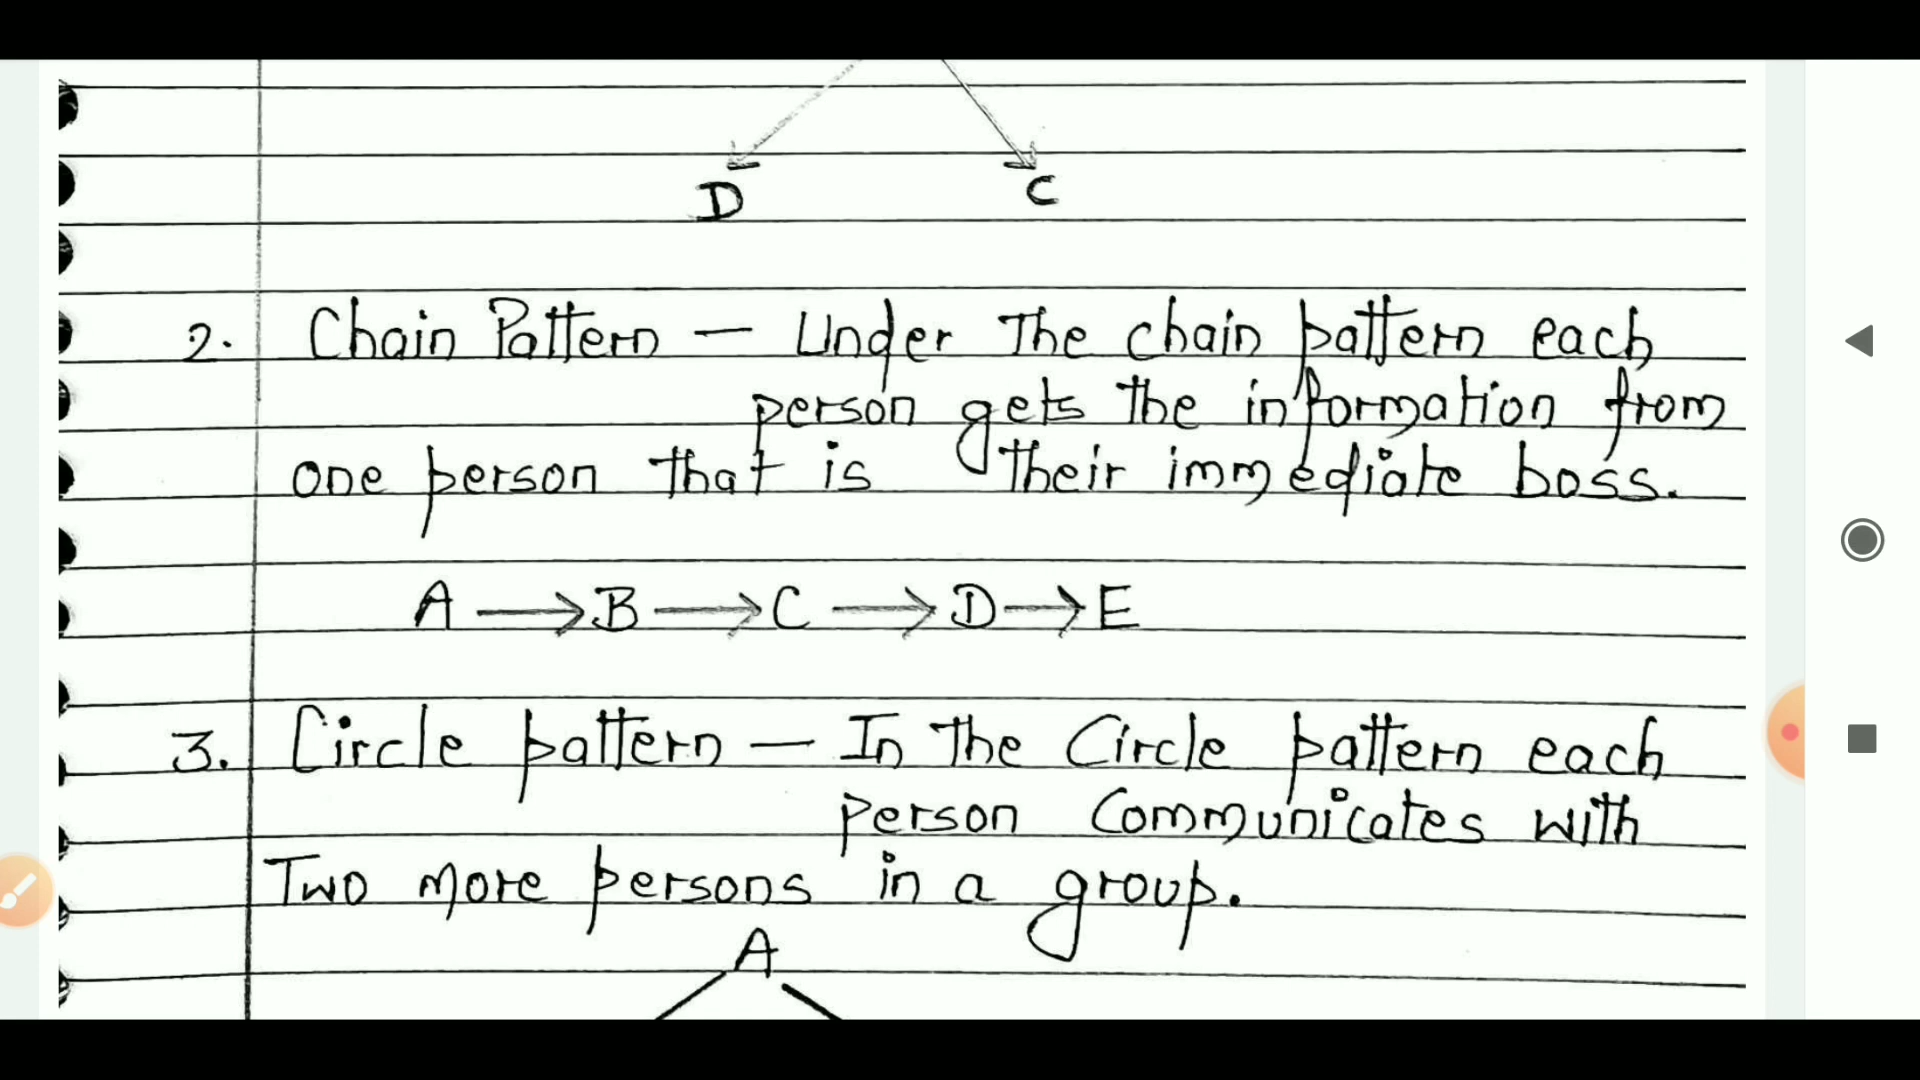 D C
2. Chain Pattern — Under The chain pattern each
person gets the information from
one person that is their immediate boss.
A → B → C → D → E
3. Circle pattern — In The Circle pattern each
person Communicates with
Two more persons in a group.
A